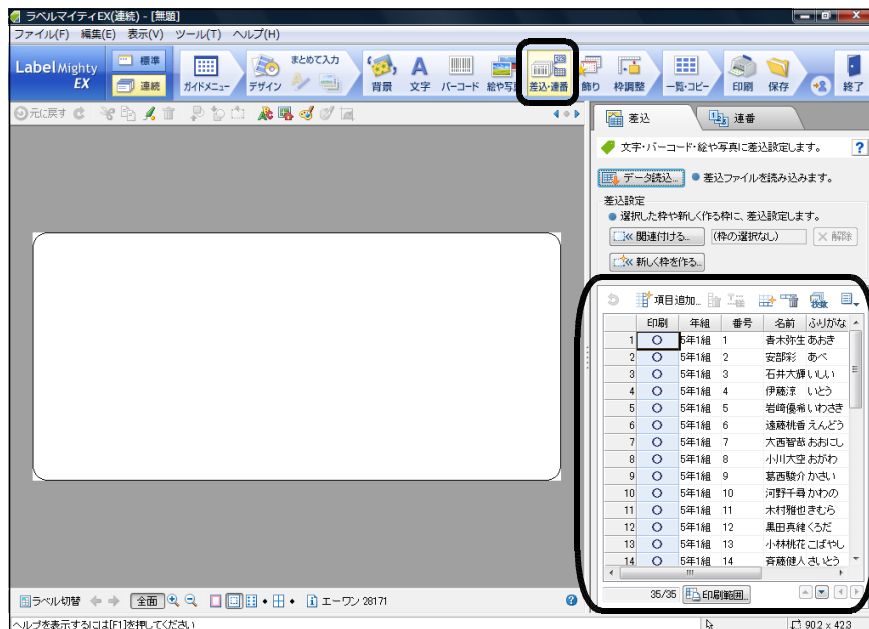 ラベルマイティEX(連続) - [無題]
ファイル(F) 編集(E) 表示(V) ツール(T) ヘルプ(H)
LabelMighty EX
標準
連続
ガイドメニュー
デザイン
まとめて入力
背景
文字
バーコード
絵や写真
差込・連番
飾り
枠調整
一覧・コピー
印刷
保存
終了
元に戻す
差込
連番
文字・バーコード・絵や写真に差込設定します。
?
データ読込...
差込ファイルを読み込みます。
差込設定
選択した枠や新しく作る枠に、差込設定します。
関連付ける...
(枠の選択なし)
解除
新しく枠を作る...
項目追加...
枚数
印刷 年組 番号 名前 ふりがな
1 ○ 5年1組 1 青木弥生 あおき
2 ○ 5年1組 2 安部彩 あべ
3 ○ 5年1組 3 石井大輝 いしい
4 ○ 5年1組 4 伊藤涼 いとう
5 ○ 5年1組 5 岩崎優希 いわさき
6 ○ 5年1組 6 遠藤桃香 えんどう
7 ○ 5年1組 7 大西智哉 おおにし
8 ○ 5年1組 8 小川大空 おがわ
9 ○ 5年1組 9 葛西駿介 かさい
10 ○ 5年1組 10 河野千尋 かわの
11 ○ 5年1組 11 木村雅也 きむら
12 ○ 5年1組 12 黒田真緒 くろだ
13 ○ 5年1組 13 小林桃花 こばやし
14 ○ 5年1組 14 斉藤健人 さいとう
35/35
印刷範囲...
ラベル切替
全面
エーワン 28171
?
ヘルプを表示するには[F1]を押してください
90.2 x 42.3